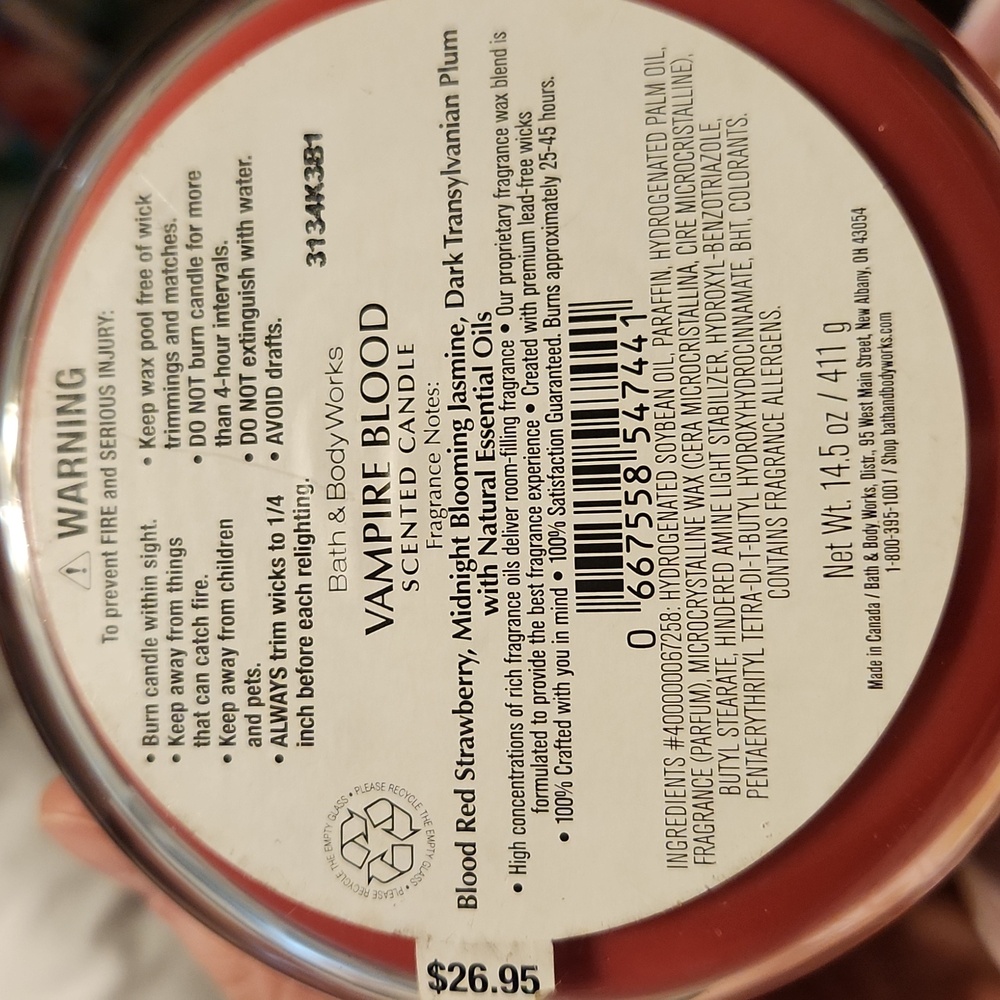 ⚠ WARNING
To prevent FIRE and SERIOUS INJURY:
• Burn candle within sight.
• Keep away from things
that can catch fire.
• Keep away from children
and pets.
• ALWAYS trim wicks to 1/4
inch before each relighting.
• Keep wax pool free of wick
trimmings and matches.
• DO NOT burn candle for more
than 4-hour intervals.
• DO NOT extinguish with water.
• AVOID drafts.
3134K3B1
PLEASE RECYCLE THE EMPTY GLASS • PLEASE RECYCLE THE EMPTY GLASS •
Bath & Body Works
VAMPIRE BLOOD
SCENTED CANDLE
Fragrance Notes:
Blood Red Strawberry, Midnight Blooming Jasmine, Dark Transylvanian Plum
with Natural Essential Oils
• High concentrations of rich fragrance oils deliver room-filling fragrance • Our proprietary fragrance wax blend is
formulated to provide the best fragrance experience • Created with premium lead-free wicks
• 100% Crafted with you in mind • 100% Satisfaction Guaranteed. Burns approximately 25-45 hours.
0 667558 547441
INGREDIENTS #400000067258: HYDROGENATED SOYBEAN OIL, PARAFFIN, HYDROGENATED PALM OIL,
FRAGRANCE (PARFUM), MICROCRYSTALLINE WAX (CERA MICROCRISTALLINA, CIRE MICROCRISTALLINE),
BUTYL STEARATE, HINDERED AMINE LIGHT STABILIZER, HYDROXYL-BENZOTRIAZOLE,
PENTAERYTHRITYL TETRA-DI-T-BUTYL HYDROXYHYDROCINNAMATE, BHT, COLORANTS.
CONTAINS FRAGRANCE ALLERGENS.
Net Wt. 14.5 oz / 411 g
Made in Canada / Bath & Body Works, Distr., 95 West Main Street, New Albany, OH 43054
1-800-395-1001 / Shop bathandbodyworks.com
$26.95